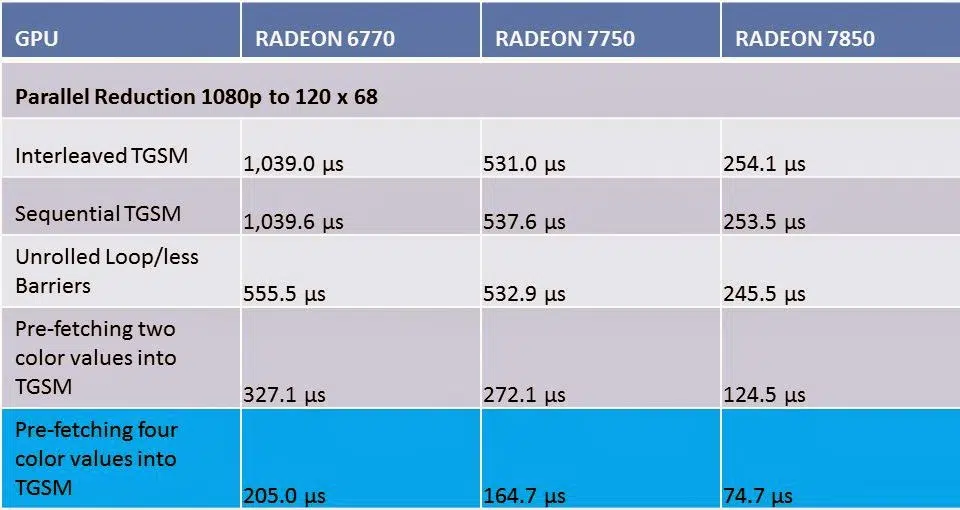 GPU RADEON 6770 RADEON 7750 RADEON 7850
Parallel Reduction 1080p to 120 x 68
Interleaved TGSM 1,039.0 µs 531.0 µs 254.1 µs
Sequential TGSM 1,039.6 µs 537.6 µs 253.5 µs
Unrolled Loop/less
Barriers 555.5 µs 532.9 µs 245.5 µs
Pre-fetching two
color values into
TGSM 327.1 µs 272.1 µs 124.5 µs
Pre-fetching four
color values into
TGSM 205.0 µs 164.7 µs 74.7 µs